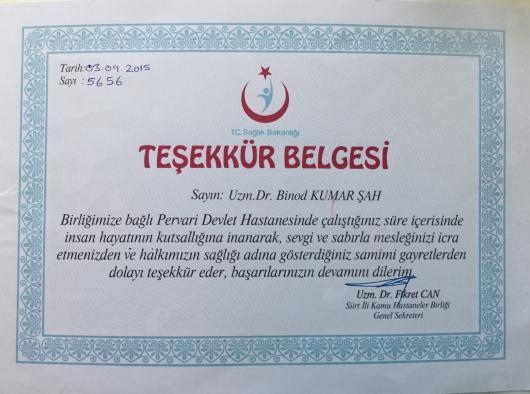 Tarih: 03.09.2015
Sayı : 5656
T.C. Sağlık Bakanlığı
TEŞEKKÜR BELGESİ
Sayın: Uzm.Dr. Binod KUMAR ŞAH
Birliğimize bağlı Pervari Devlet Hastanesinde çalıştığınız süre içerisinde
insan hayatının kutsallığına inanarak, sevgi ve sabırla mesleğinizi icra
etmenizden ve halkımızın sağlığı adına gösterdiğiniz samimi gayretlerden
dolayı teşekkür eder, başarılarınızın devamını dilerim.
Uzm. Dr. Fikret CAN
Siirt İli Kamu Hastaneler Birliği
Genel Sekreteri